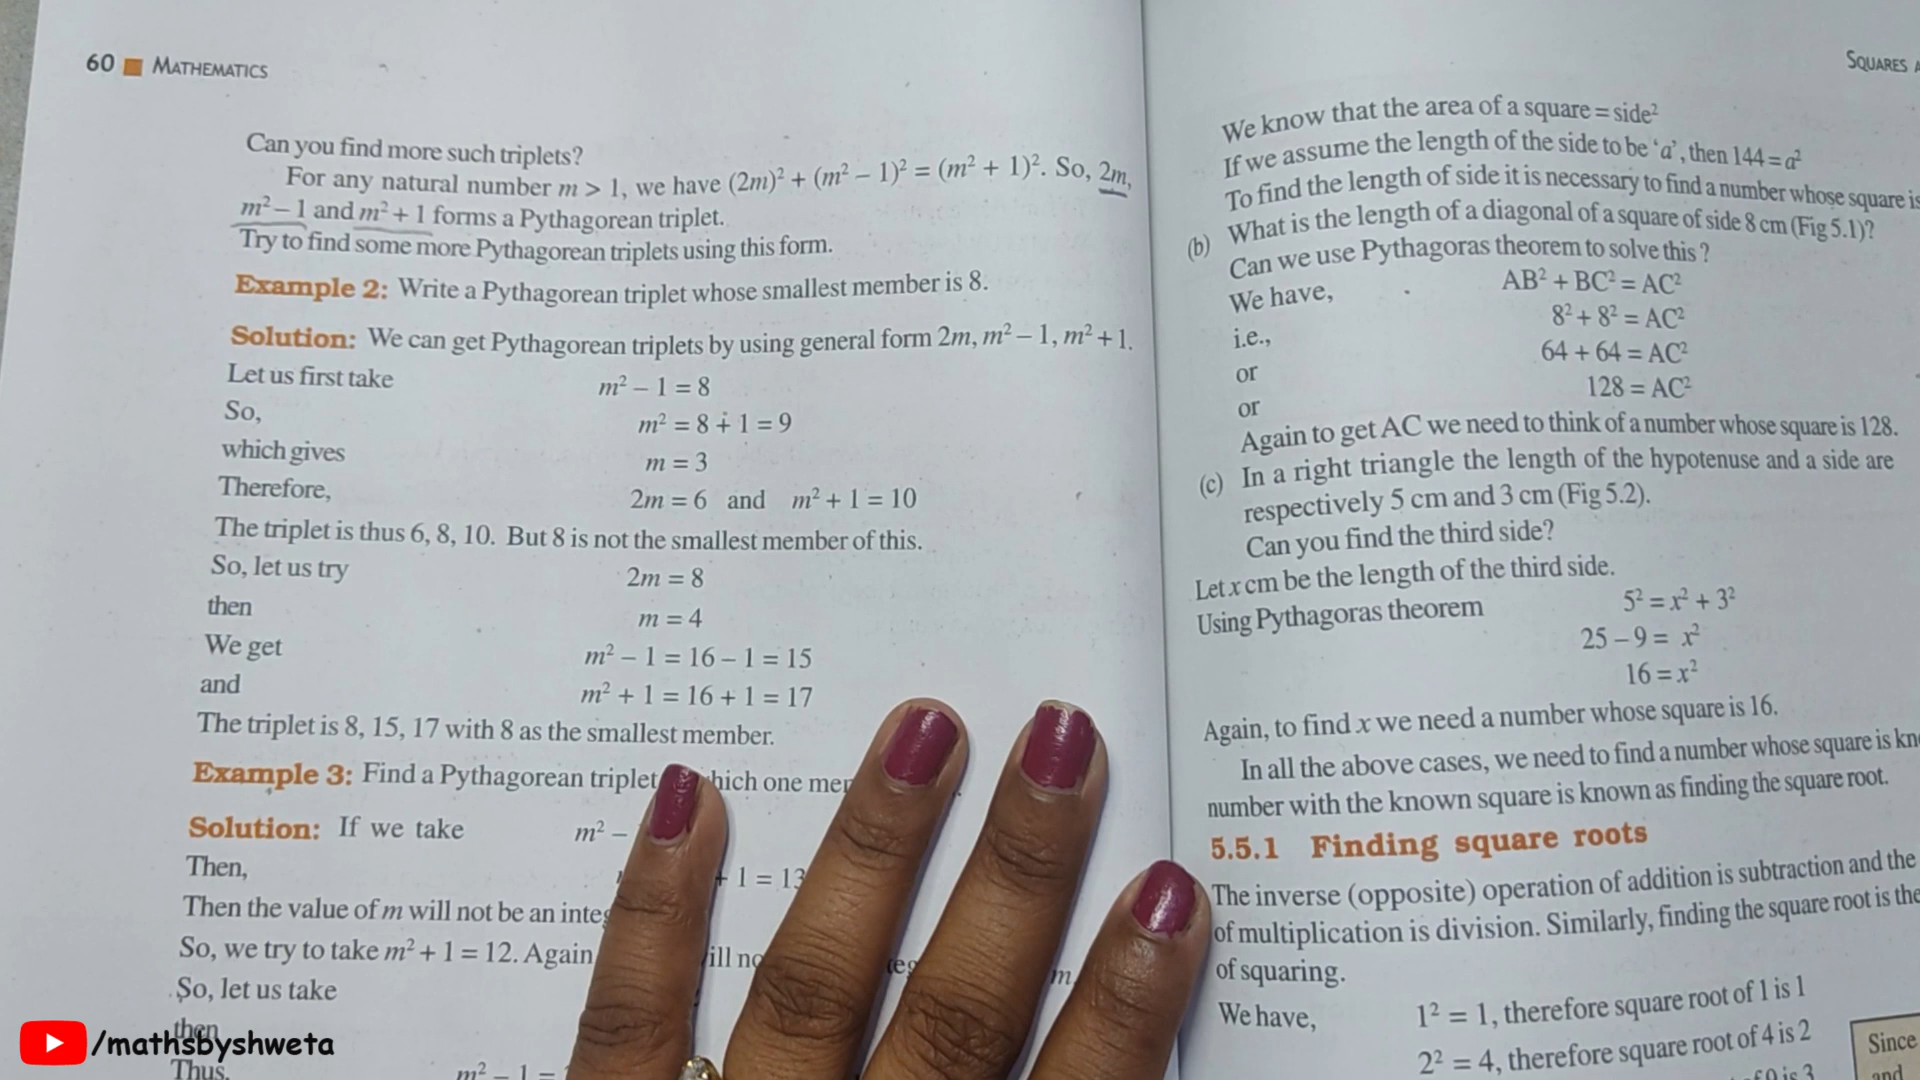 60 MATHEMATICS
Can you find more such triplets?
For any natural number m > 1, we have (2m)² + (m² – 1)² = (m² + 1)². So, 2m,
m² – 1 and m² + 1 forms a Pythagorean triplet.
Try to find some more Pythagorean triplets using this form.
Example 2: Write a Pythagorean triplet whose smallest member is 8.
Solution: We can get Pythagorean triplets by using general form 2m, m² – 1, m² + 1.
Let us first take m² – 1 = 8
So, m² = 8 + 1 = 9
which gives m = 3
Therefore, 2m = 6 and m² + 1 = 10
The triplet is thus 6, 8, 10. But 8 is not the smallest member of this.
So, let us try 2m = 8
then m = 4
We get m² – 1 = 16 – 1 = 15
and m² + 1 = 16 + 1 = 17
The triplet is 8, 15, 17 with 8 as the smallest member.
Example 3: Find a Pythagorean triplet which one
Solution: If we take m² –
Then, + 1 = 13
Then the value of m will not be an
So, we try to take m² + 1 = 12. Again
So, let us take
then
Thus, m² – 1 =
SQUARES
We know that the area of a square = side²
If we assume the length of the side to be ‘a’, then 144 = a²
To find the length of side it is necessary to find a number whose square is
(b) What is the length of a diagonal of a square of side 8 cm (Fig 5.1)?
Can we use Pythagoras theorem to solve this?
We have, AB² + BC² = AC²
i.e., 8² + 8² = AC²
or 64 + 64 = AC²
or 128 = AC²
Again to get AC we need to think of a number whose square is 128.
(c) In a right triangle the length of the hypotenuse and a side are
respectively 5 cm and 3 cm (Fig 5.2).
Can you find the third side?
Let x cm be the length of the third side.
Using Pythagoras theorem 5² = x² + 3²
25 – 9 = x²
16 = x²
Again, to find x we need a number whose square is 16.
In all the above cases, we need to find a number whose square is
number with the known square is known as finding the square root.
5.5.1 Finding square roots
The inverse (opposite) operation of addition is subtraction and the
of multiplication is division. Similarly, finding the square root is the
of squaring.
We have, 1² = 1, therefore square root of 1 is 1
2² = 4, therefore square root of 4 is 2
is 3
Since
and
/mathsbyshweta